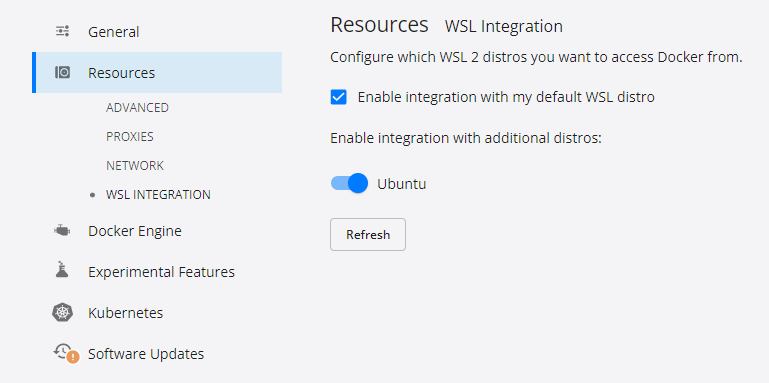 General
Resources
ADVANCED
PROXIES
NETWORK
WSL INTEGRATION
Docker Engine
Experimental Features
Kubernetes
Software Updates
Resources WSL Integration
Configure which WSL 2 distros you want to access Docker from.
Enable integration with my default WSL distro
Enable integration with additional distros:
Ubuntu
Refresh